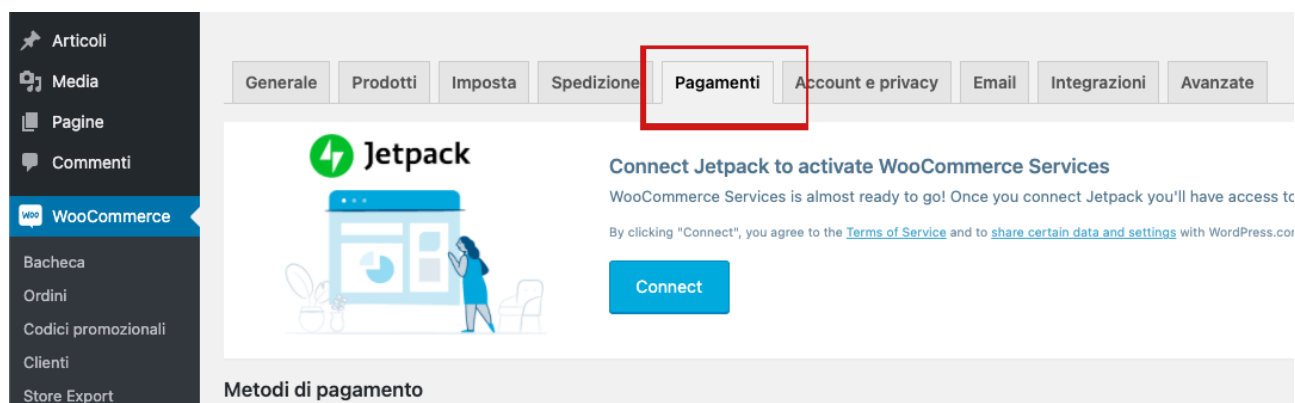 Articoli
Media
Pagine
Commenti
Woo WooCommerce
Bacheca
Ordini
Codici promozionali
Clienti
Store Export
Generale Prodotti Imposta Spedizione Pagamenti Account e privacy Email Integrazioni Avanzate
Jetpack
Connect Jetpack to activate WooCommerce Services
WooCommerce Services is almost ready to go! Once you connect Jetpack you'll have access to
By clicking "Connect", you agree to the Terms of Service and to share certain data and settings with WordPress.com
Connect
Metodi di pagamento